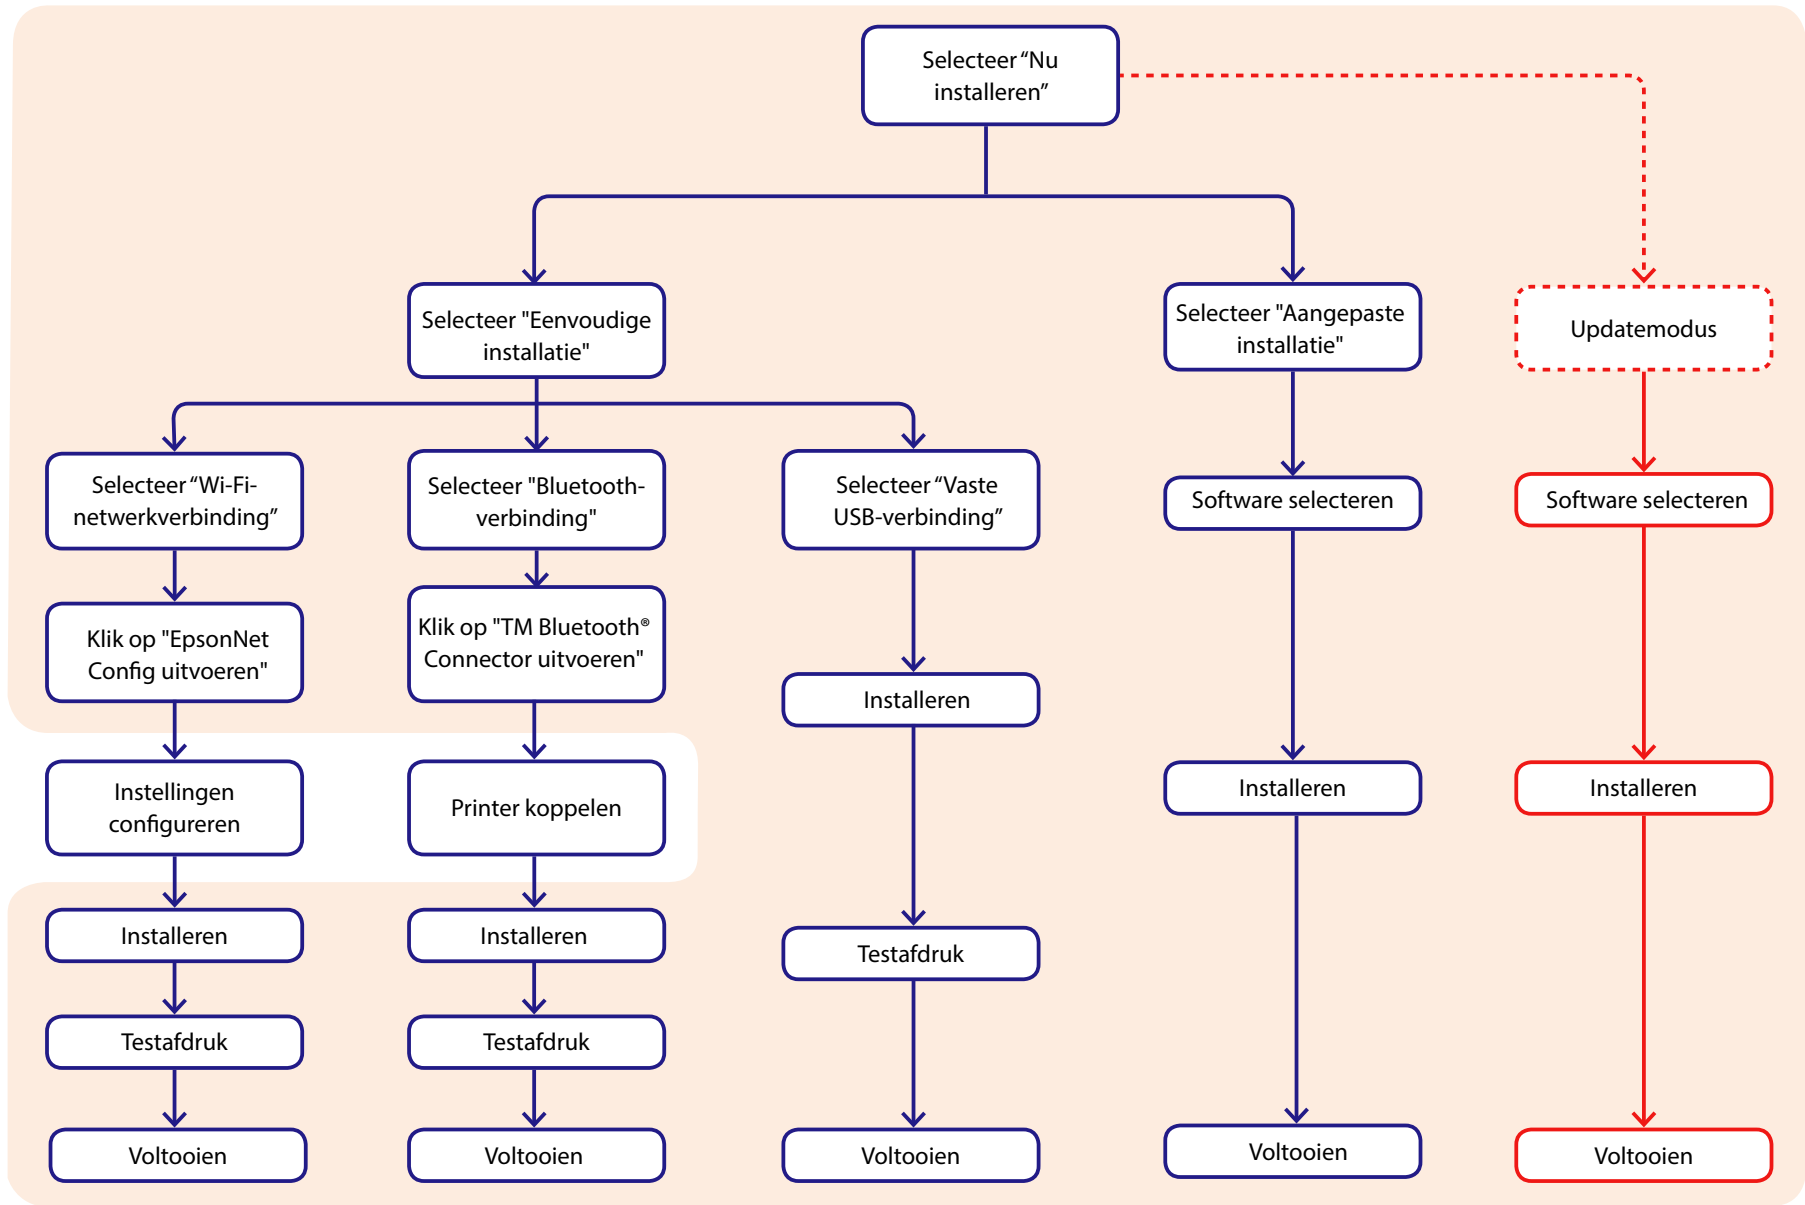 Selecteer “Nu
installeren”
Selecteer "Eenvoudige
installatie"
Selecteer "Aangepaste
installatie"
Updatemodus
Selecteer “Wi-Fi-
netwerkverbinding”
Selecteer "Bluetooth-
verbinding"
Selecteer “Vaste
USB-verbinding”
Software selecteren
Software selecteren
Klik op "EpsonNet
Config uitvoeren"
Klik op "TM Bluetooth®
Connector uitvoeren"
Installeren
Instellingen
configureren
Printer koppelen
Installeren
Installeren
Installeren
Installeren
Testafdruk
Testafdruk
Testafdruk
Voltooien
Voltooien
Voltooien
Voltooien
Voltooien